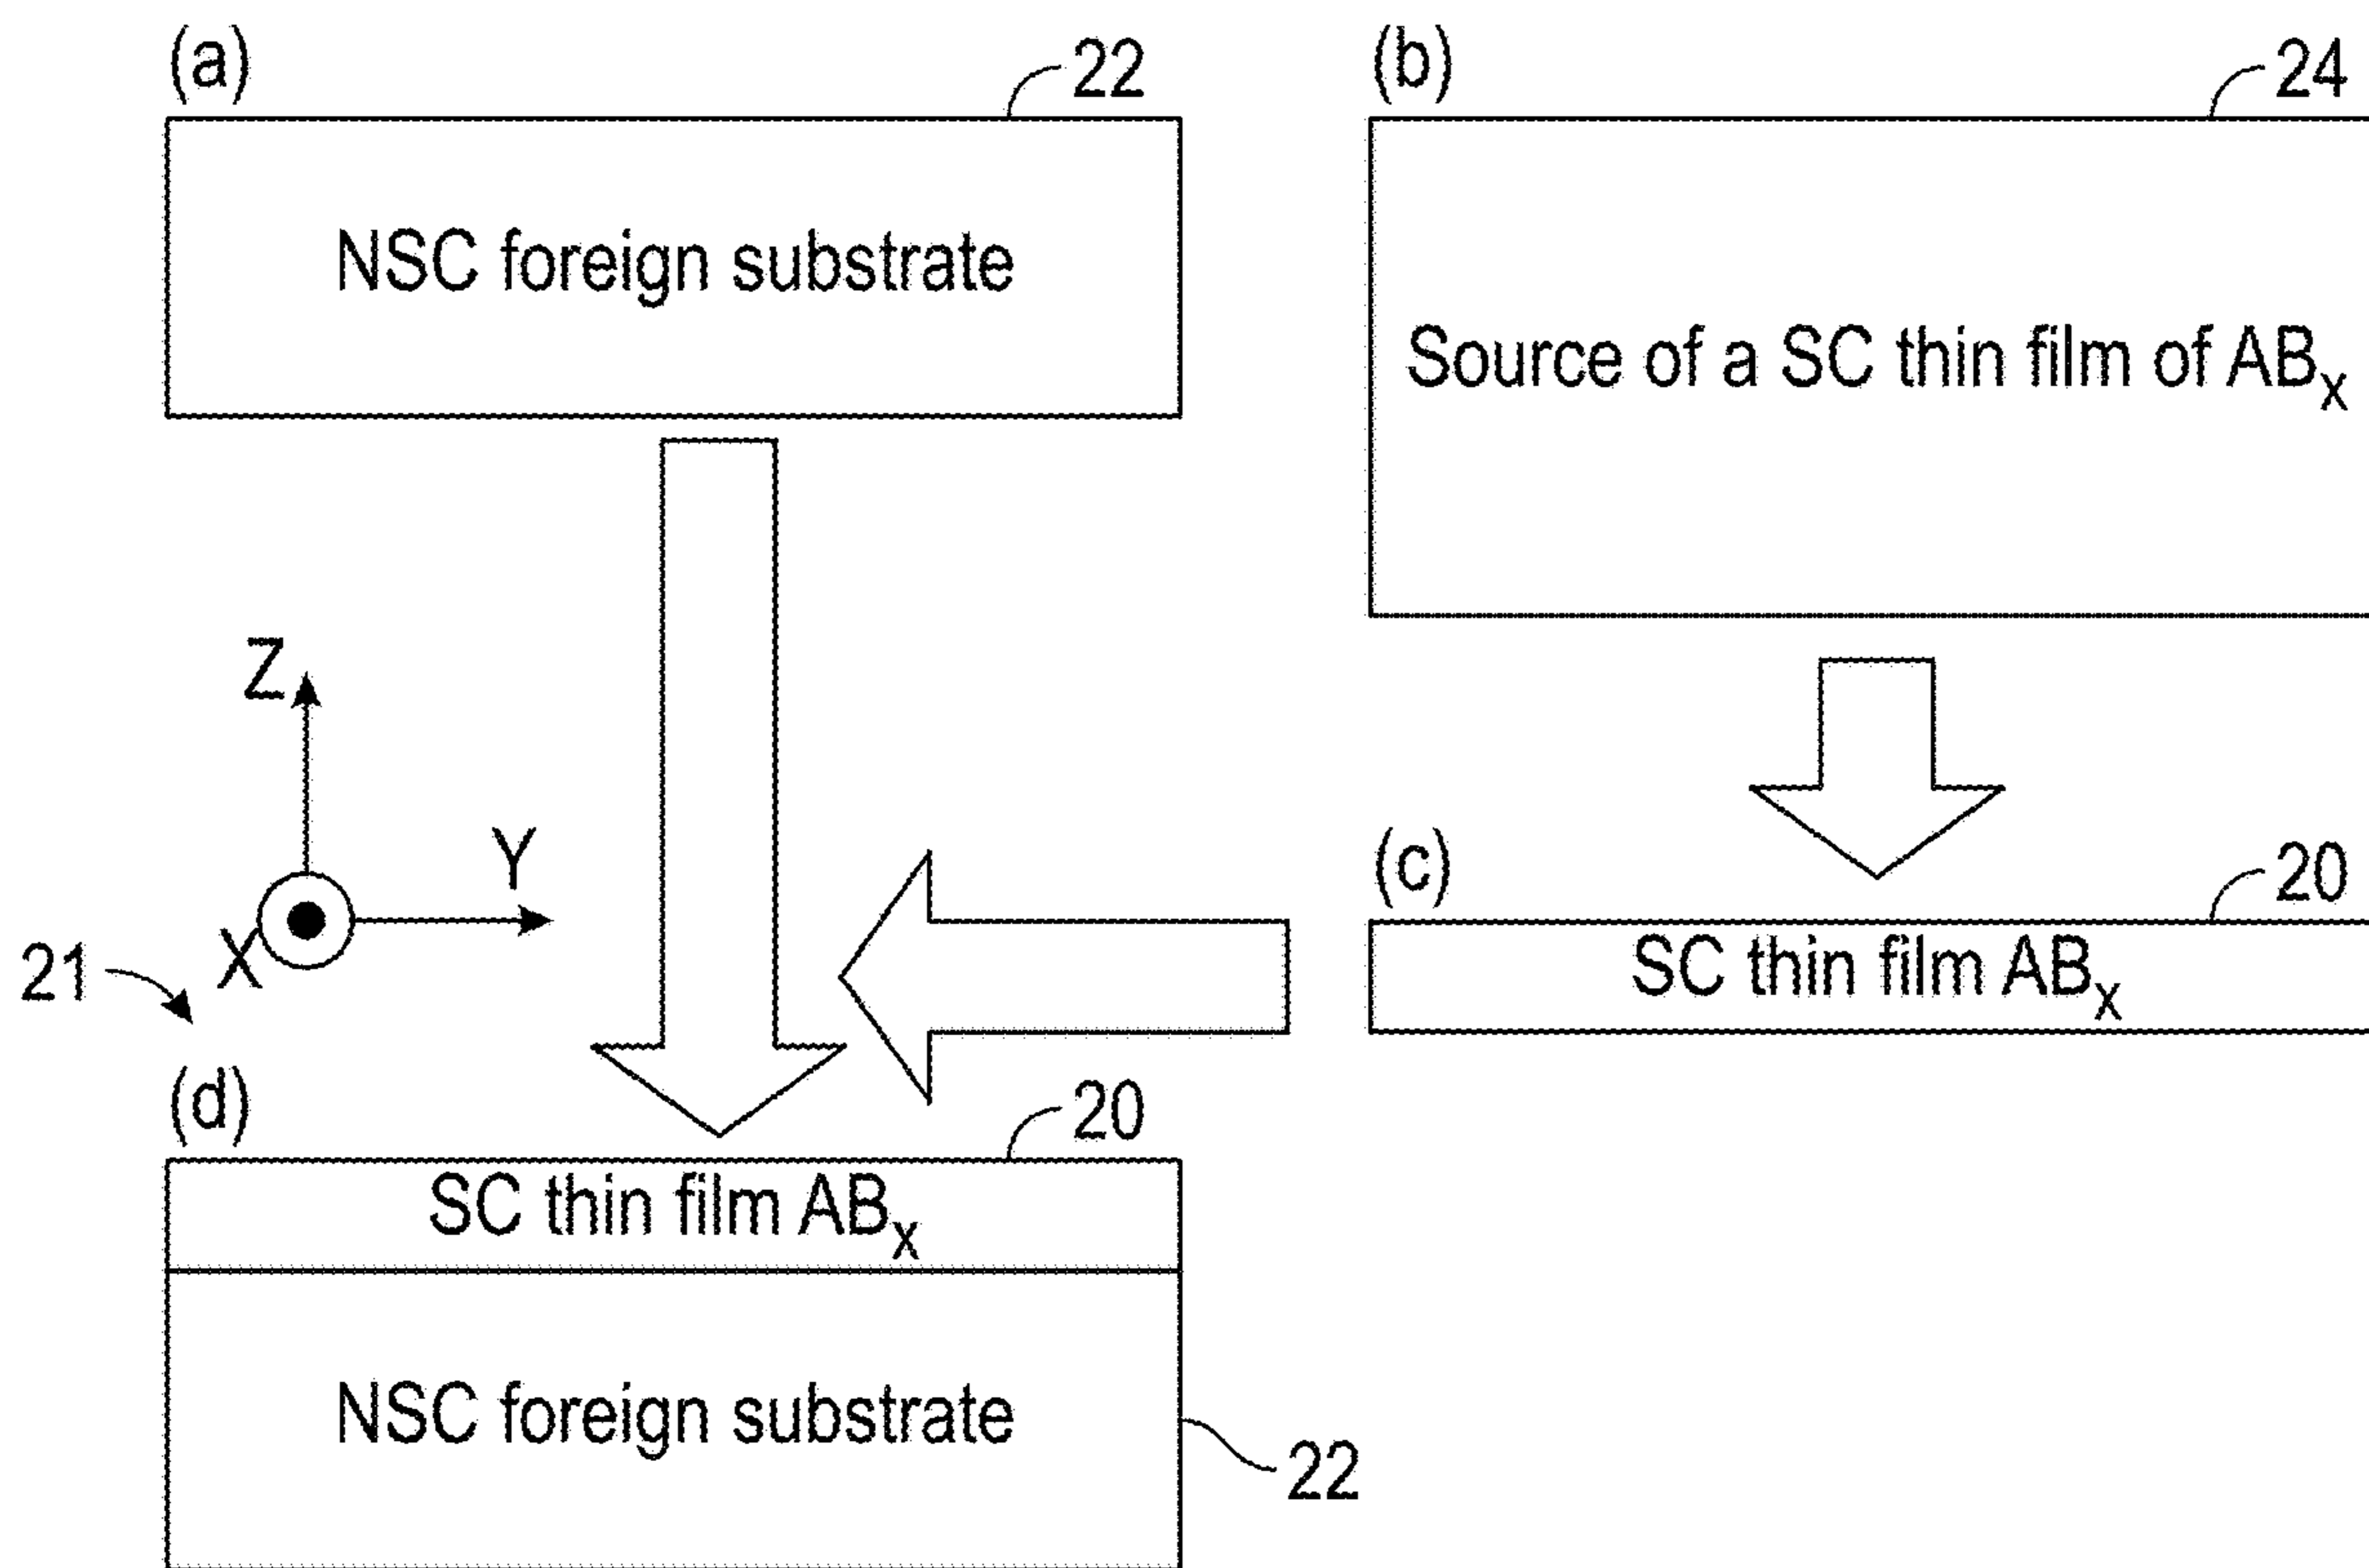 (a)
22
NSC foreign substrate
(b)
24
Source of a SC thin film of ABx
Z
Y
X
21
(c)
20
SC thin film ABx
(d)
20
SC thin film ABx
NSC foreign substrate
22